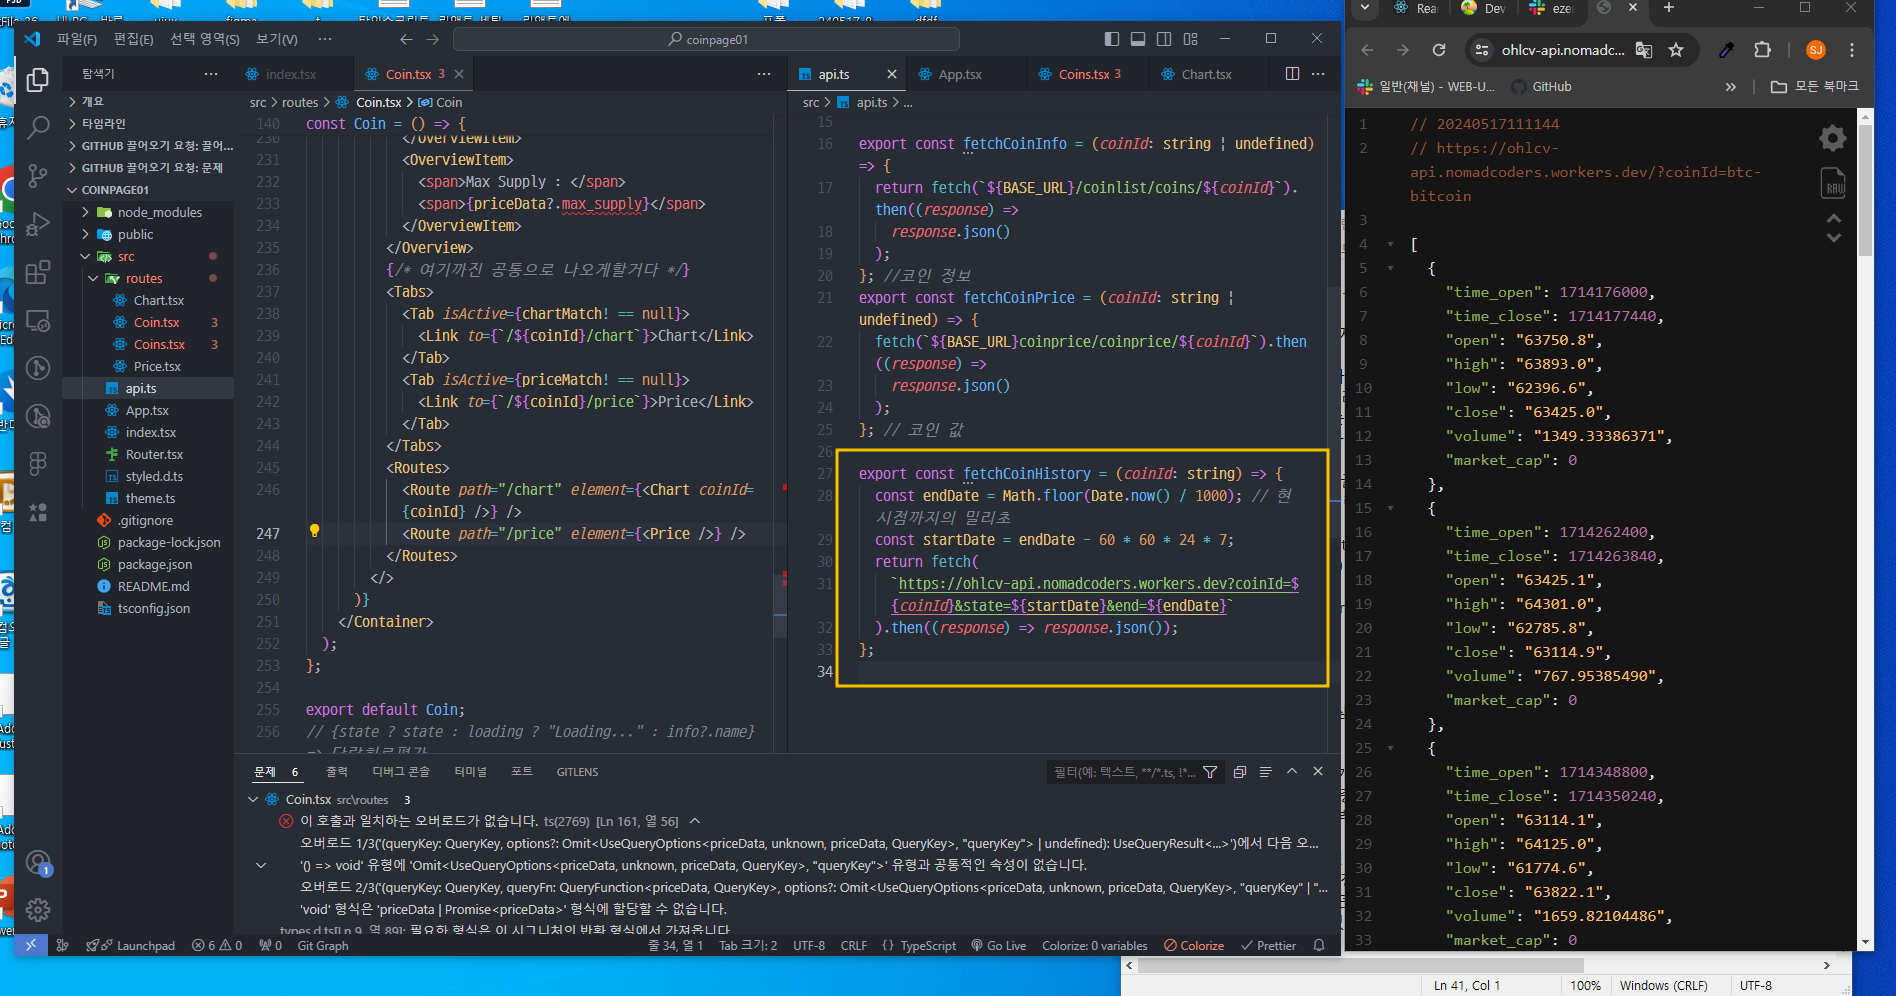 파일(F) 편집(E) 선택 영역(S) 보기(V) ··· coinpage01
탐색기 ···
개요
타임라인
GITHUB 끌어오기 요청: 끌어...
GITHUB 끌어오기 요청: 문제
COINPAGE01
node_modules
public
src
routes
Chart.tsx
Coin.tsx 3
Coins.tsx 3
Price.tsx
api.ts
App.tsx
index.tsx
Router.tsx
styled.d.ts
theme.ts
.gitignore
package-lock.json
package.json
README.md
tsconfig.json
index.tsx Coin.tsx 3
src > routes > Coin.tsx > Coin
140 const Coin = () => {
230 </OverviewItem>
231 <OverviewItem>
232 <span>Max Supply : </span>
233 <span>{priceData?.max_supply}</span>
234 </OverviewItem>
235 </Overview>
236 {/* 여기까진 공통으로 나오게할거다 */}
237 <Tabs>
238 <Tab isActive={chartMatch! == null}>
239 <Link to={`/${coinId}/chart`}>Chart</Link>
240 </Tab>
241 <Tab isActive={priceMatch! == null}>
242 <Link to={`/${coinId}/price`}>Price</Link>
243 </Tab>
244 </Tabs>
245 <Routes>
246 <Route path="/chart" element={<Chart coinId=
{coinId} />} />
247 <Route path="/price" element={<Price />} />
248 </Routes>
249 </>
250 )}
251 </Container>
252 );
253 };
254
255 export default Coin;
256 // {state ? state : loading ? "Loading..." : info?.name}
api.ts App.tsx Coins.tsx 3 Chart.tsx
src > api.ts > ...
15
16 export const fetchCoinInfo = (coinId: string | undefined)
=> {
17 return fetch(`${BASE_URL}/coinlist/coins/${coinId}`).
then((response) =>
18 response.json()
19 );
20 }; //코인 정보
21 export const fetchCoinPrice = (coinId: string |
undefined) => {
22 fetch(`${BASE_URL}coinprice/coinprice/${coinId}`).then
((response) =>
23 response.json()
24 );
25 }; // 코인 값
26
27 export const fetchCoinHistory = (coinId: string) => {
28 const endDate = Math.floor(Date.now() / 1000); // 현
시점까지의 밀리초
29 const startDate = endDate - 60 * 60 * 24 * 7;
30 return fetch(
31 `https://ohlcv-api.nomadcoders.workers.dev?coinId=$
{coinId}&state=${startDate}&end=${endDate}`
32 ).then((response) => response.json());
33 };
34
문제 6 출력 디버그 콘솔 터미널 포트 GITLENS 필터(예: 텍스트, **/*.ts, !*...
Coin.tsx src\routes 3
이 호출과 일치하는 오버로드가 없습니다. ts(2769) [Ln 161, 열 56]
오버로드 1/3('(queryKey: QueryKey, options?: Omit<UseQueryOptions<priceData, unknown, priceData, QueryKey>, "queryKey"> | undefined): UseQueryResult<...>')에서 다음 오...
'() => void' 유형에 'Omit<UseQueryOptions<priceData, unknown, priceData, QueryKey>, "queryKey">' 유형과 공통적인 속성이 없습니다.
오버로드 2/3('(queryKey: QueryKey, queryFn: QueryFunction<priceData, QueryKey>, options?: Omit<UseQueryOptions<priceData, unknown, priceData, QueryKey>, "queryKey" | "...
'void' 형식은 'priceData | Promise<priceData>' 형식에 할당할 수 없습니다.
types.d.ts[Ln 9, 열 89]: 필요한 형식은 이 시그니처의 반환 형식에서 가져옵니다.
Launchpad 6 0 0 Git Graph 줄 34, 열 1 Tab 크기: 2 UTF-8 CRLF {} TypeScript Go Live Colorize: 0 variables Colorize Prettier
Rea Dev eze
ohlcv-api.nomadc... SJ
일반(채널) - WEB-U... GitHub » 모든 북마크
1 // 20240517111144
2 // https://ohlcv-
api.nomadcoders.workers.dev/?coinId=btc-
bitcoin
3
4 [
5 {
6 "time_open": 1714176000,
7 "time_close": 1714177440,
8 "open": "63750.8",
9 "high": "63893.0",
10 "low": "62396.6",
11 "close": "63425.0",
12 "volume": "1349.33386371",
13 "market_cap": 0
14 },
15 {
16 "time_open": 1714262400,
17 "time_close": 1714263840,
18 "open": "63425.1",
19 "high": "64301.0",
20 "low": "62785.8",
21 "close": "63114.9",
22 "volume": "767.95385490",
23 "market_cap": 0
24 },
25 {
26 "time_open": 1714348800,
27 "time_close": 1714350240,
28 "open": "63114.1",
29 "high": "64125.0",
30 "low": "61774.6",
31 "close": "63822.1",
32 "volume": "1659.82104486",
33 "market_cap": 0
RAW
Ln 41, Col 1 100% Windows (CRLF) UTF-8